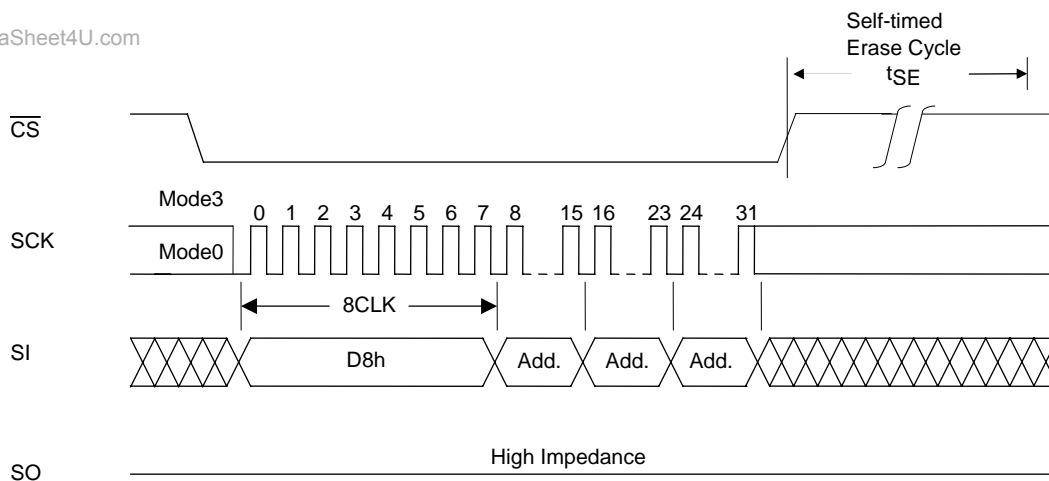 aSheet4U.com
Self-timed
Erase Cycle
tSE
CS
Mode3
SCK
Mode0
0 1 2 3 4 5 6 7 8 15 16 23 24 31
8CLK
SI
D8h Add. Add. Add.
High Impedance
SO